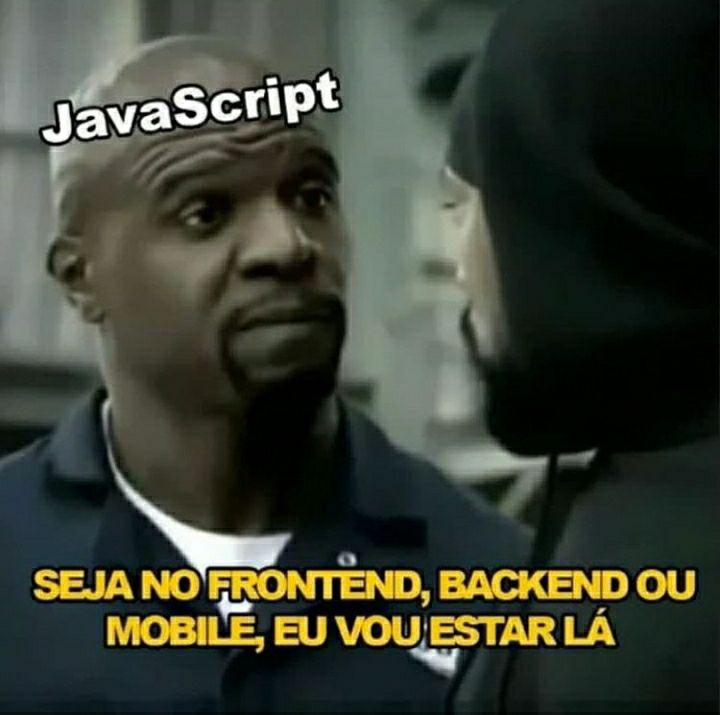 JavaScript
SEJA NO FRONTEND, BACKEND OU
MOBILE, EU VOU ESTAR LÁ